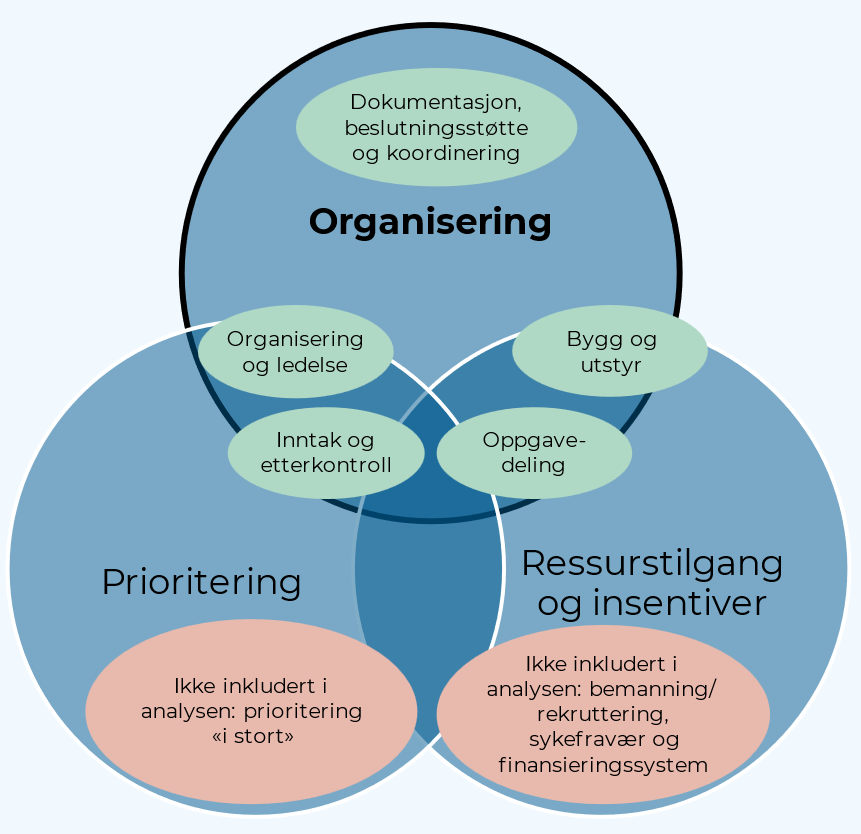 Dokumentasjon,
beslutningsstøtte
og koordinering
Organisering
Organisering
og ledelse
Bygg og
utstyr
Inntak og
etterkontroll
Oppgave-
deling
Prioritering
Ressurstilgang
og insentiver
Ikke inkludert i
analysen: prioritering
«i stort»
Ikke inkludert i
analysen: bemanning/
rekruttering,
sykefravær og
finansieringssystem